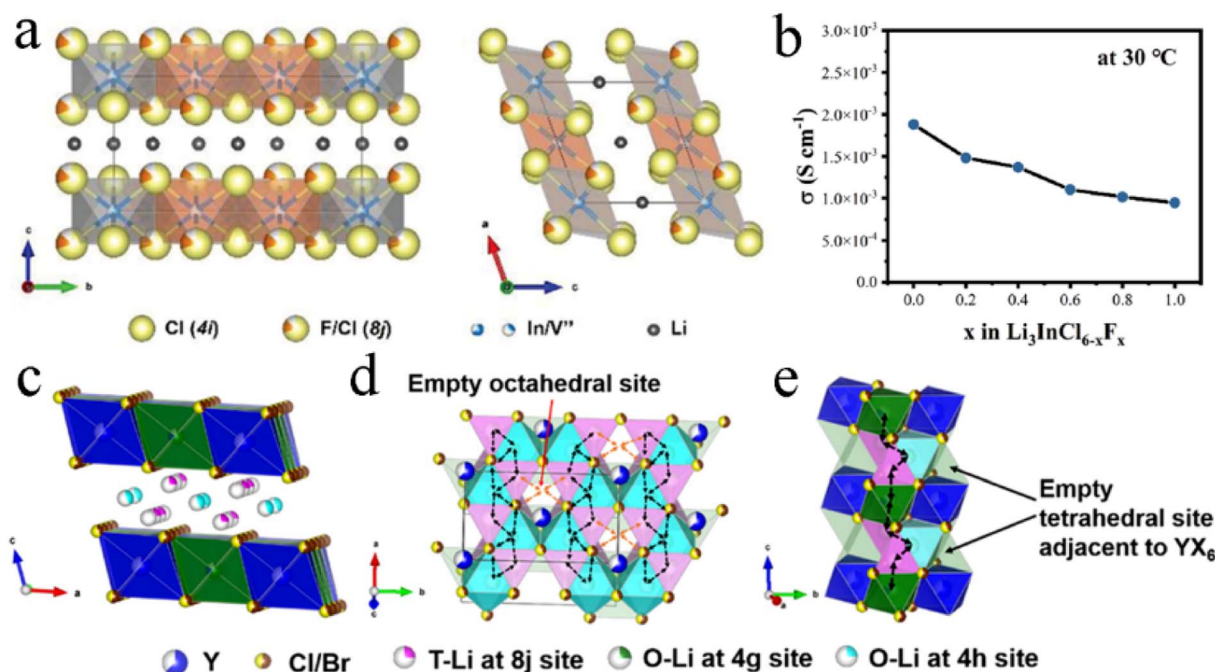 a
c
b
a
c
Cl (4i)
F/Cl (8j)
In/V''
Li
b
at 30 °C
σ (S cm⁻¹)
3.0×10⁻³
2.5×10⁻³
2.0×10⁻³
1.5×10⁻³
1.0×10⁻³
5.0×10⁻⁴
0.0
0.0 0.2 0.4 0.6 0.8 1.0
x in Li₃InCl₆₋ₓFₓ
c
c
a
d
Empty octahedral site
a
b
c
e
Empty
tetrahedral site
adjacent to YX₆
c
b
a
Y
Cl/Br
T-Li at 8j site
O-Li at 4g site
O-Li at 4h site